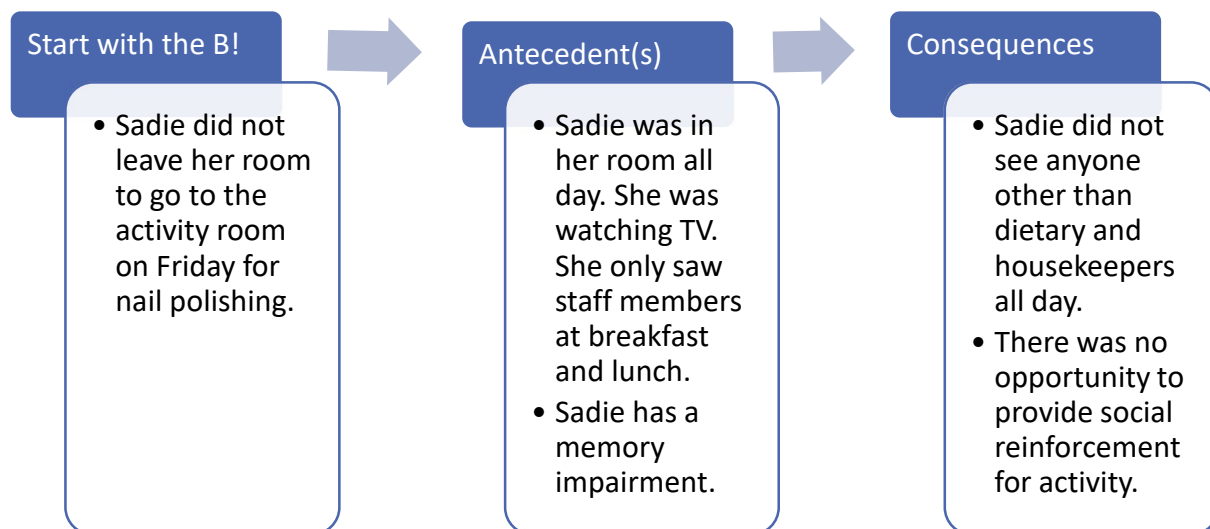 Start with the B!
• Sadie did not
leave her room
to go to the
activity room
on Friday for
nail polishing.
Antecedent(s)
• Sadie was in
her room all
day. She was
watching TV.
She only saw
staff members
at breakfast
and lunch.
• Sadie has a
memory
impairment.
Consequences
• Sadie did not
see anyone
other than
dietary and
housekeepers
all day.
• There was no
opportunity to
provide social
reinforcement
for activity.